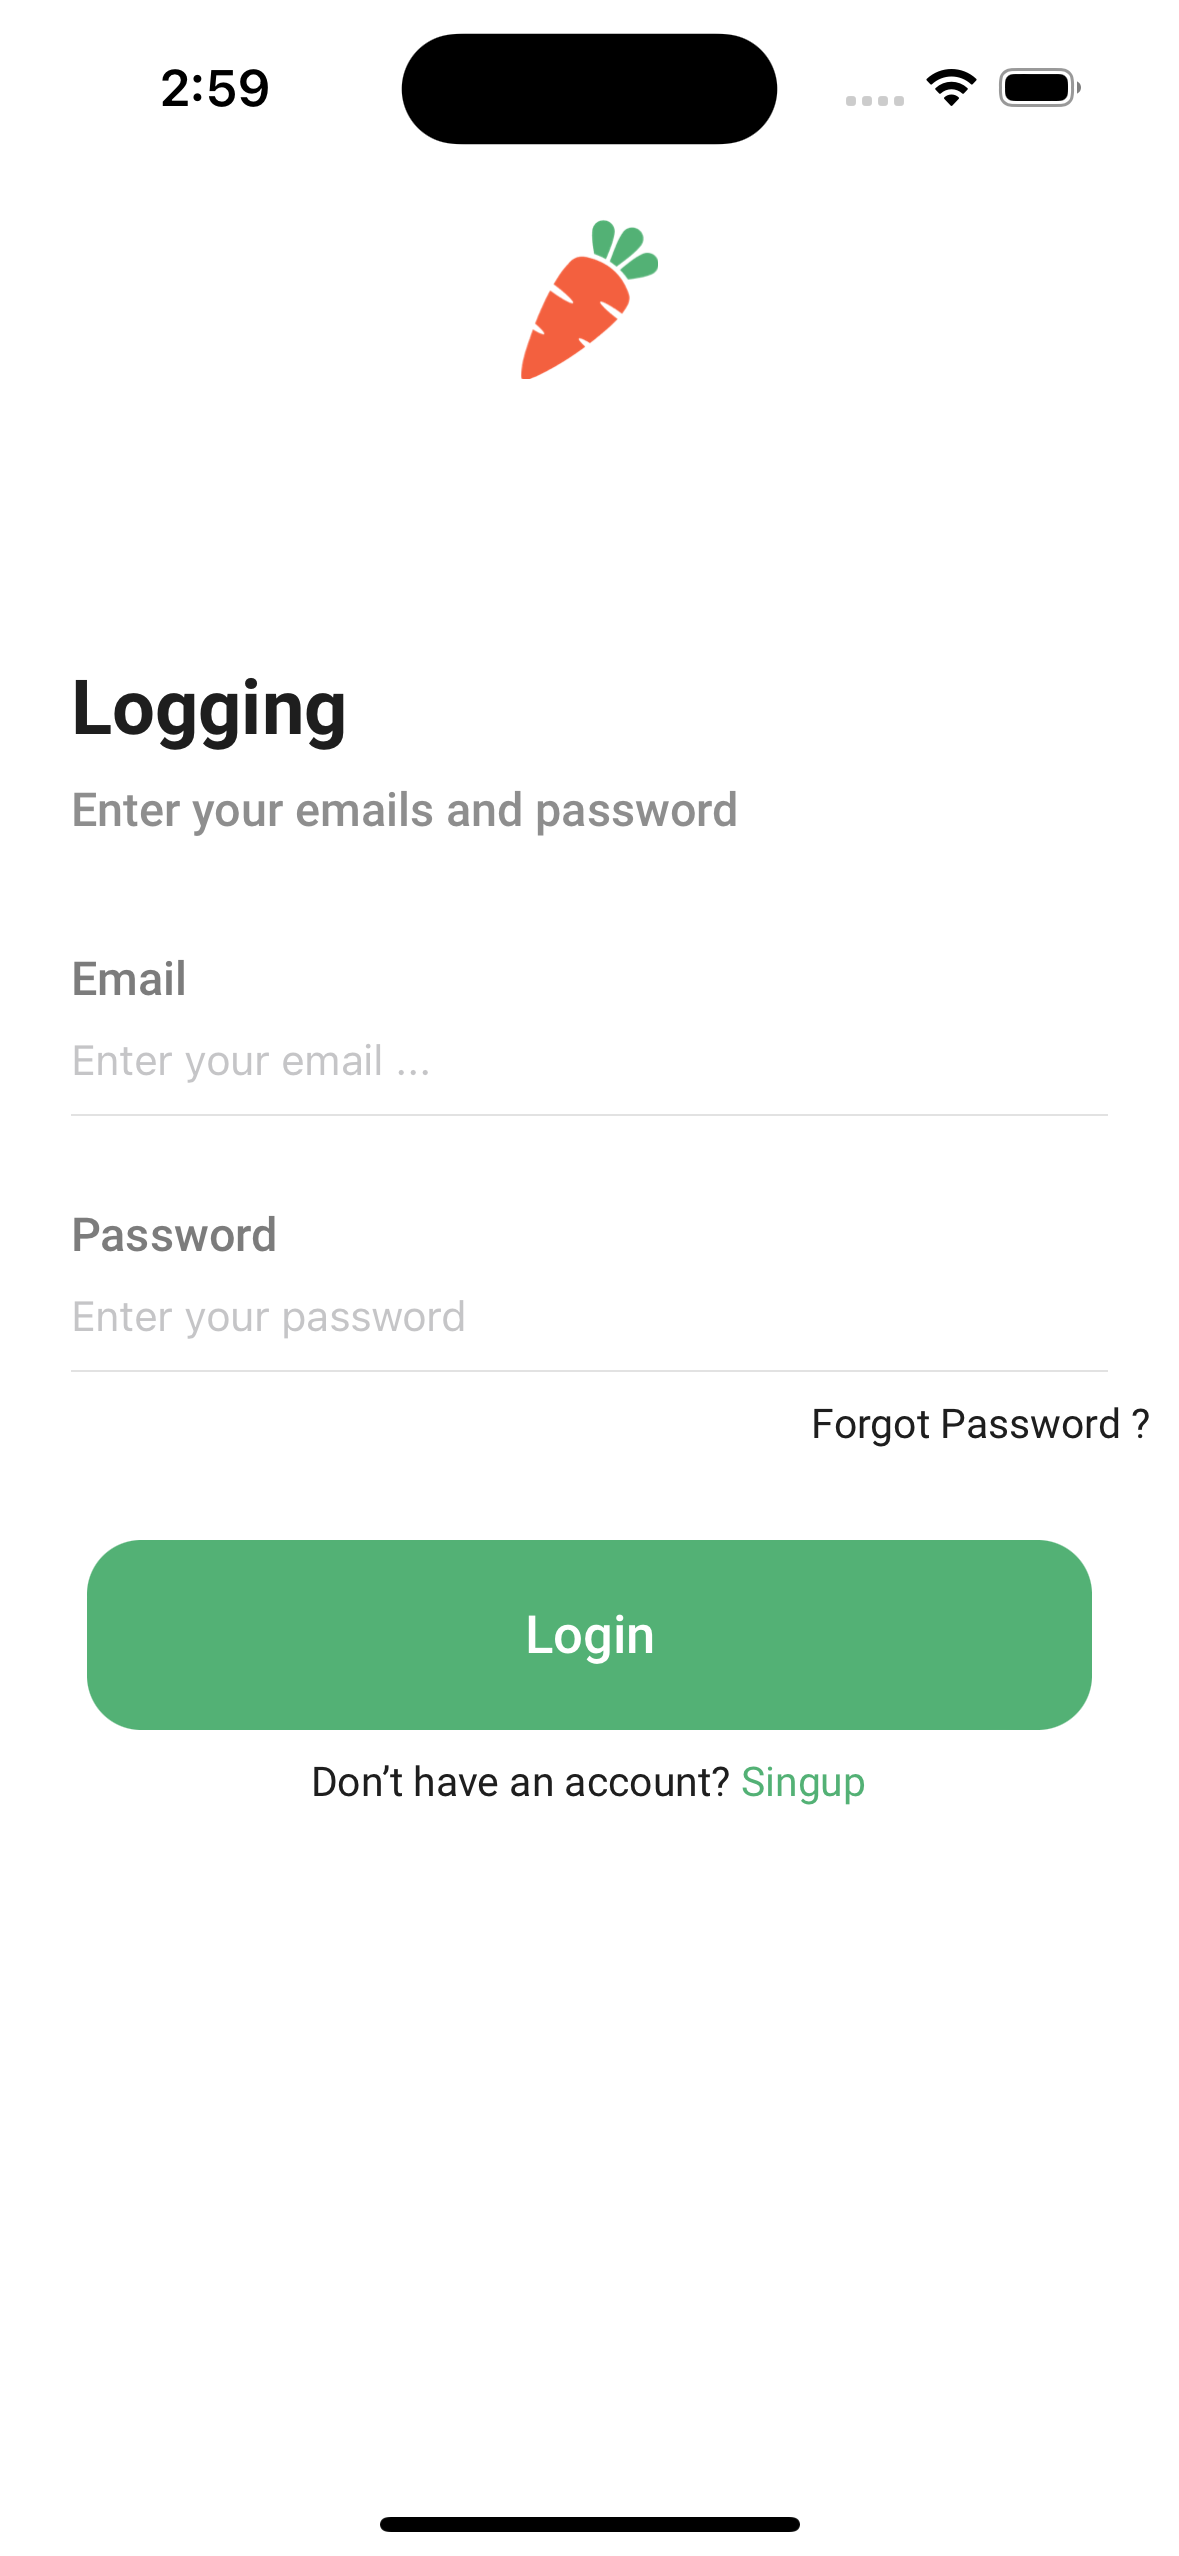 2:59
Logging
Enter your emails and password
Email
Enter your email ...
Password
Enter your password
Forgot Password ?
Login
Don’t have an account? Singup